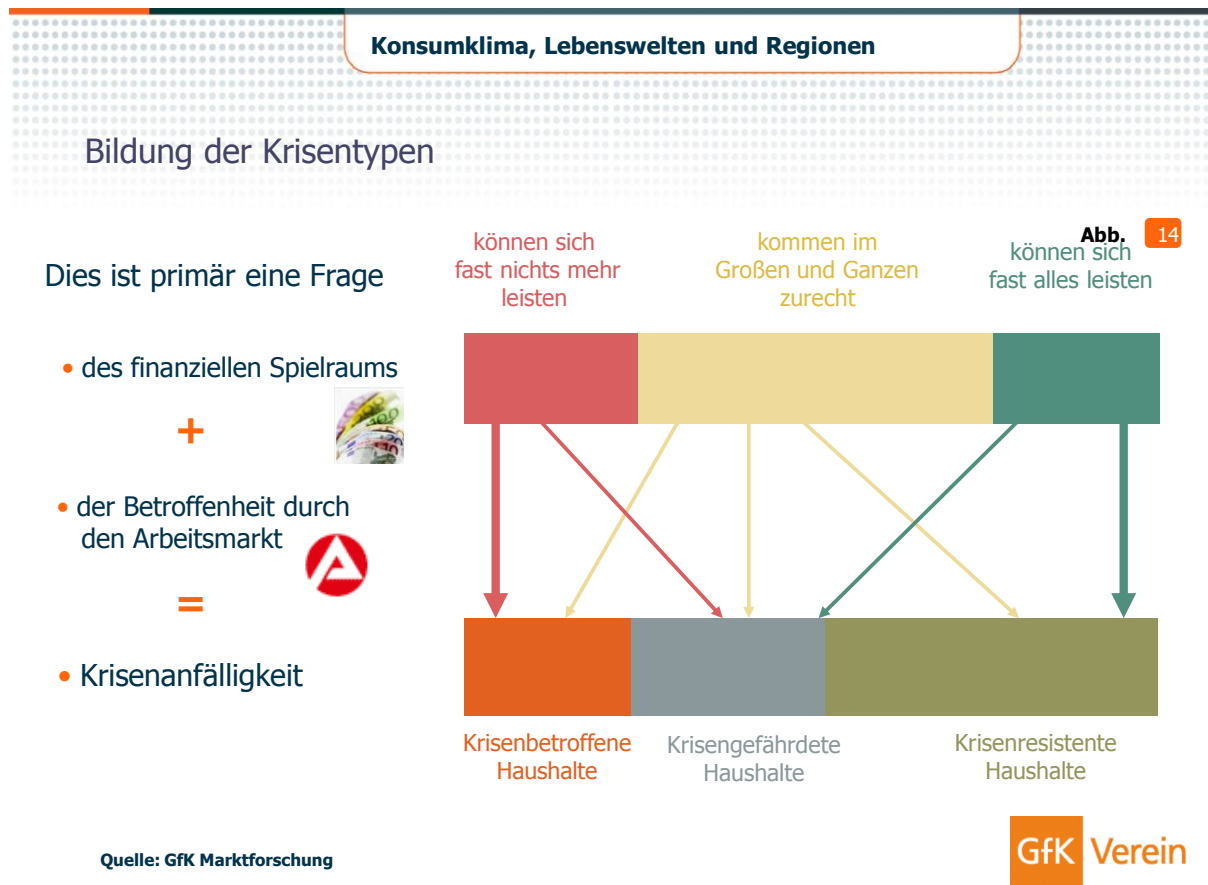 Konsumklima, Lebenswelten und Regionen
Bildung der Krisentypen
Abb. 14
Dies ist primär eine Frage
• des finanziellen Spielraums
+
• der Betroffenheit durch
den Arbeitsmarkt
=
• Krisenanfälligkeit
können sich
fast nichts mehr
leisten
kommen im
Großen und Ganzen
zurecht
können sich
fast alles leisten
Krisenbetroffene
Haushalte
Krisengefährdete
Haushalte
Krisenresistente
Haushalte
Quelle: GfK Marktforschung
GfK Verein